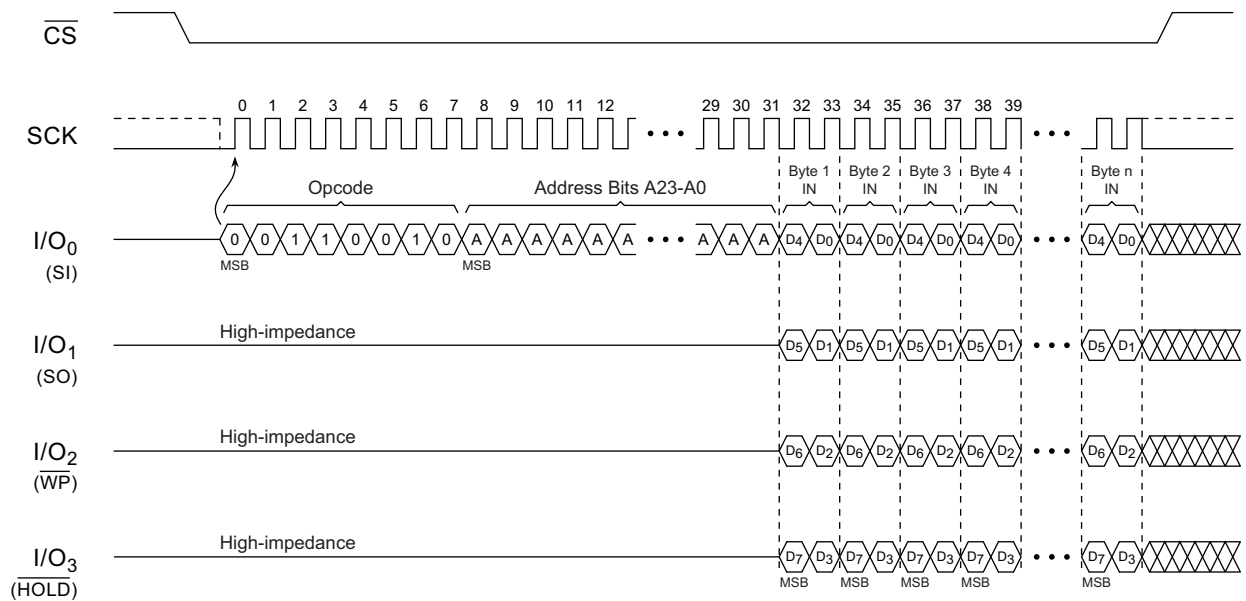 CS
SCK
0 1 2 3 4 5 6 7 8 9 10 11 12 29 30 31 32 33 34 35 36 37 38 39
• • • • • •
Opcode
Address Bits A23-A0
Byte 1 IN
Byte 2 IN
Byte 3 IN
Byte 4 IN
Byte n IN
I/O0
(SI)
0 0 1 1 0 0 1 0 A A A A A A • • • A A A D4 D0 D4 D0 D4 D0 D4 D0 • • • D4 D0
MSB MSB
I/O1
(SO)
High-impedance
D5 D1 D5 D1 D5 D1 D5 D1 • • • D5 D1
I/O2
(WP)
High-impedance
D6 D2 D6 D2 D6 D2 D6 D2 • • • D6 D2
I/O3
(HOLD)
High-impedance
D7 D3 D7 D3 D7 D3 D7 D3 • • • D7 D3
MSB MSB MSB MSB MSB